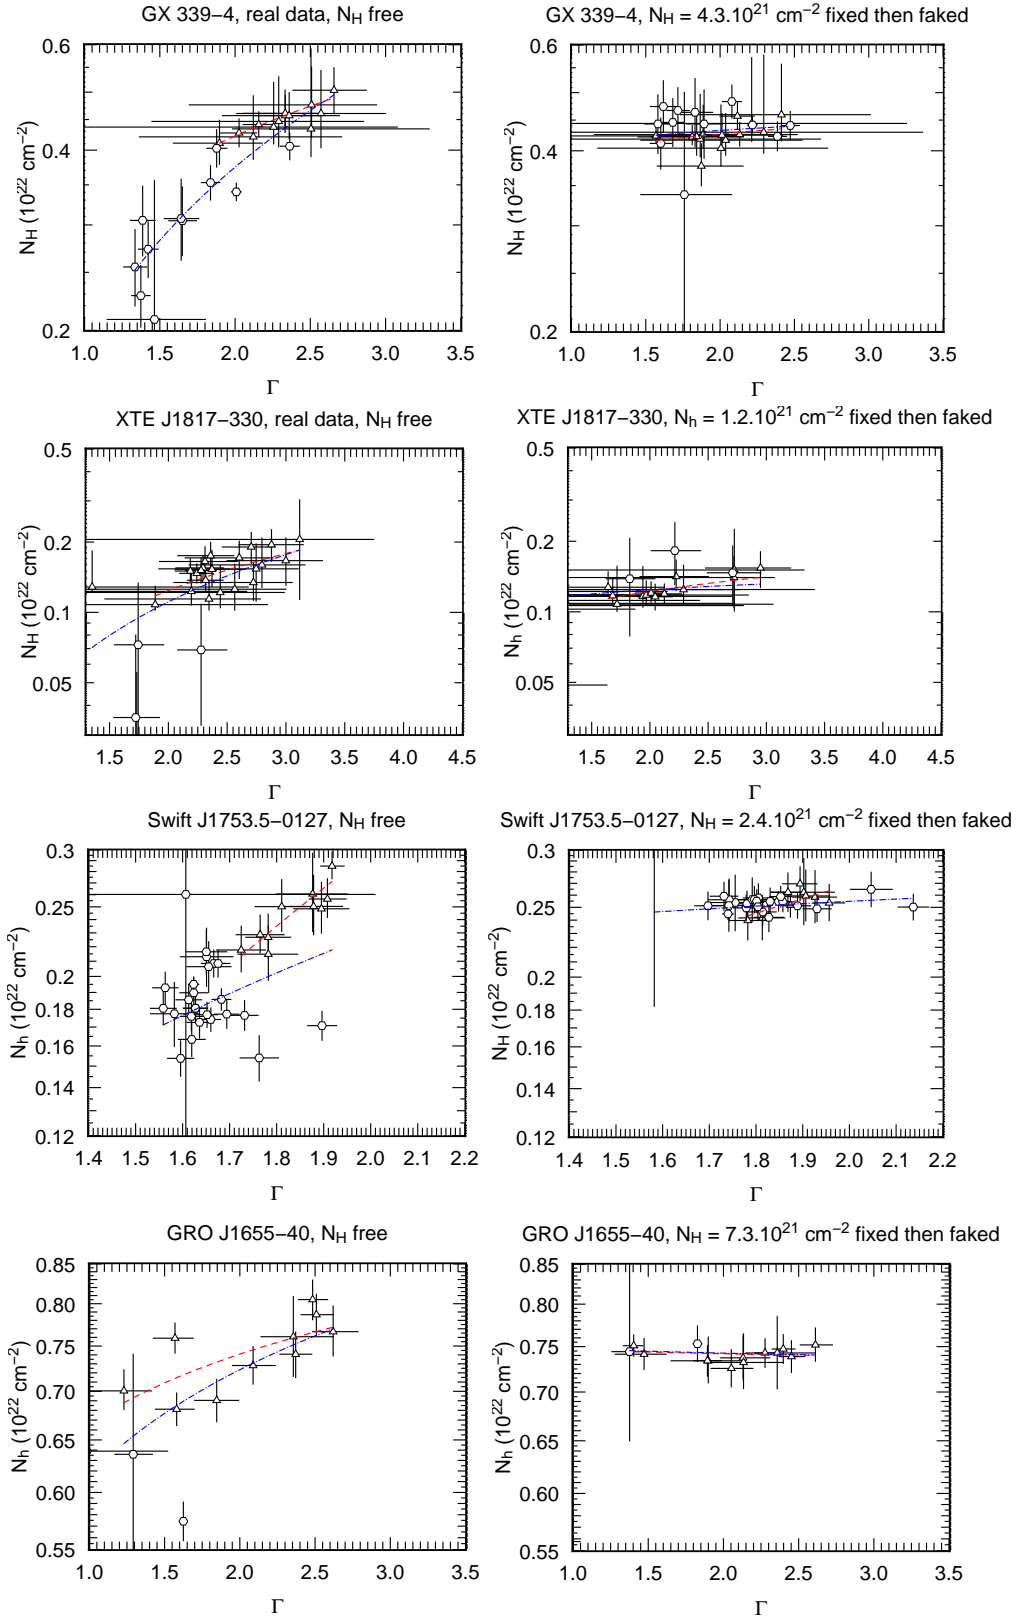 GX 339−4, real data, N_H free
GX 339−4, N_H = 4.3.10^21 cm^−2 fixed then faked
N_H (10^22 cm^−2)
0.6
0.4
0.2
1.0 1.5 2.0 2.5 3.0 3.5
Γ
N_H (10^22 cm^−2)
0.6
0.4
0.2
1.0 1.5 2.0 2.5 3.0 3.5
Γ
XTE J1817−330, real data, N_H free
XTE J1817−330, N_h = 1.2.10^21 cm^−2 fixed then faked
N_H (10^22 cm^−2)
0.5
0.2
0.1
0.05
1.5 2.0 2.5 3.0 3.5 4.0 4.5
Γ
N_h (10^22 cm^−2)
0.5
0.2
0.1
0.05
1.5 2.0 2.5 3.0 3.5 4.0 4.5
Γ
Swift J1753.5−0127, N_H free
Swift J1753.5−0127, N_H = 2.4.10^21 cm^−2 fixed then faked
N_h (10^22 cm^−2)
0.3
0.25
0.2
0.18
0.16
0.14
0.12
1.4 1.5 1.6 1.7 1.8 1.9 2.0 2.1 2.2
Γ
N_H (10^22 cm^−2)
0.3
0.25
0.2
0.18
0.16
0.14
0.12
1.4 1.5 1.6 1.7 1.8 1.9 2.0 2.1 2.2
Γ
GRO J1655−40, N_H free
GRO J1655−40, N_H = 7.3.10^21 cm^−2 fixed then faked
N_h (10^22 cm^−2)
0.85
0.80
0.75
0.70
0.65
0.60
0.55
1.0 1.5 2.0 2.5 3.0 3.5
Γ
N_h (10^22 cm^−2)
0.85
0.80
0.75
0.70
0.65
0.60
0.55
1.0 1.5 2.0 2.5 3.0 3.5
Γ